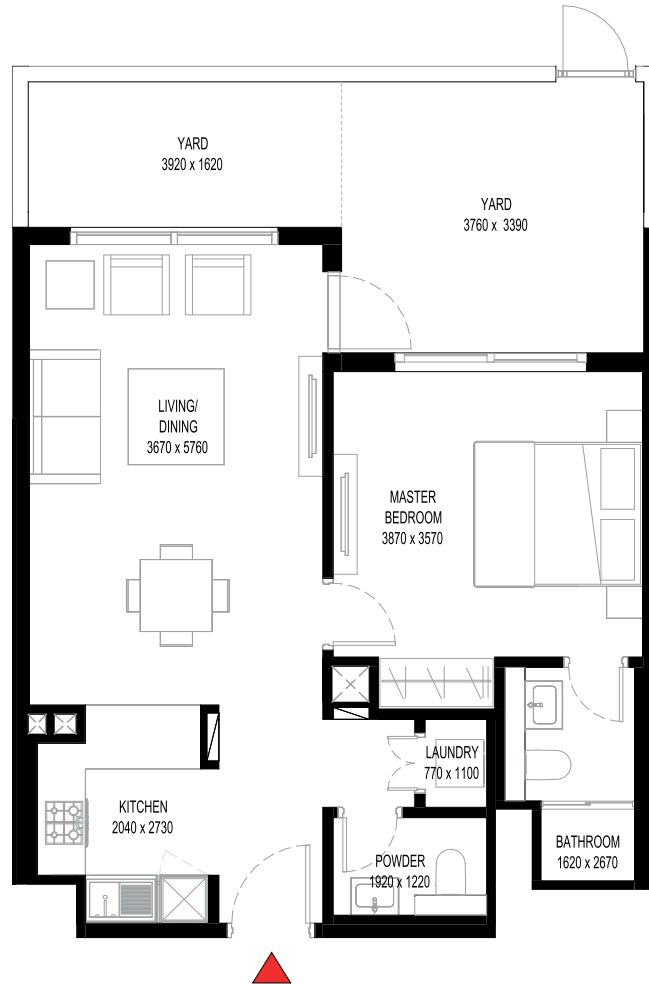 YARD
3920 x 1620
YARD
3760 x 3390
LIVING/
DINING
3670 x 5760
MASTER
BEDROOM
3870 x 3570
LAUNDRY
770 x 1100
KITCHEN
2040 x 2730
BATHROOM
1620 x 2670
POWDER
1920 x 1220